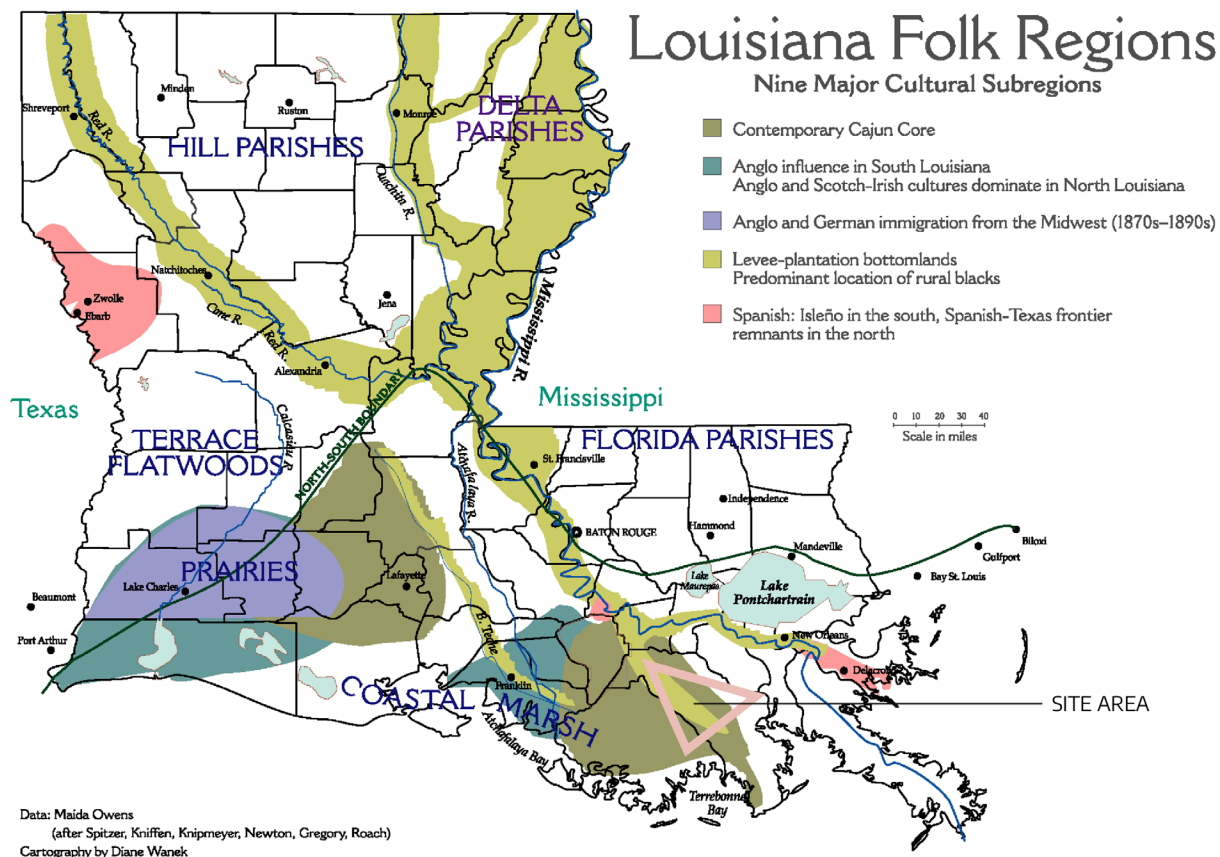 Louisiana Folk Regions
Nine Major Cultural Subregions
Contemporary Cajun Core
Anglo influence in South Louisiana
Anglo and Scotch-Irish cultures dominate in North Louisiana
Anglo and German immigration from the Midwest (1870s–1890s)
Levee-plantation bottomlands
Predominant location of rural blacks
Spanish: Isleño in the south, Spanish-Texas frontier
remnants in the north
Minden
Shreveport
Ruston
Monroe
Red R.
HILL PARISHES
DELTA
PARISHES
Ouachita R.
Natchitoches
Zwolle
Ebarb
Cane R.
Red R.
Jena
Mississippi R.
Alexandria
Texas
Mississippi
0 10 20 30 40
Scale in miles
NORTH-SOUTH BOUNDARY
TERRACE
FLATWOODS
Calcasieu R.
Atchafalaya R.
FLORIDA PARISHES
St. Francisville
Independence
BATON ROUGE
Hammond
Mandeville
Biloxi
Gulfport
Bay St. Louis
Lake
Maurepas
Lake
Pontchartrain
PRAIRIES
Lake Charles
Lafayette
Beaumont
Port Arthur
B. Teche
New Orleans
Franklin
COASTAL
MARSH
Atchafalaya Bay
Terrebonne
Bay
SITE AREA
Data: Maida Owens
(after Spitzer, Kniffen, Knipmeyer, Newton, Gregory, Roach)
Cartography by Diane Wanek